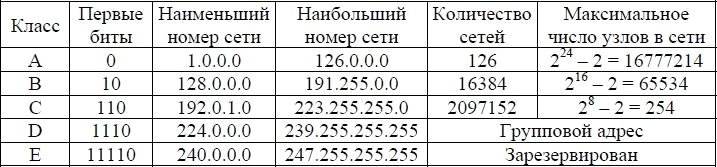 Класс Первые биты Наименьший номер сети Наибольший номер сети Количество сетей Максимальное число узлов в сети
A 0 1.0.0.0 126.0.0.0 126 2^24 – 2 = 16777214
B 10 128.0.0.0 191.255.0.0 16384 2^16 – 2 = 65534
C 110 192.0.1.0 223.255.255.0 2097152 2^8 – 2 = 254
D 1110 224.0.0.0 239.255.255.255 Групповой адрес
E 11110 240.0.0.0 247.255.255.255 Зарезервирован